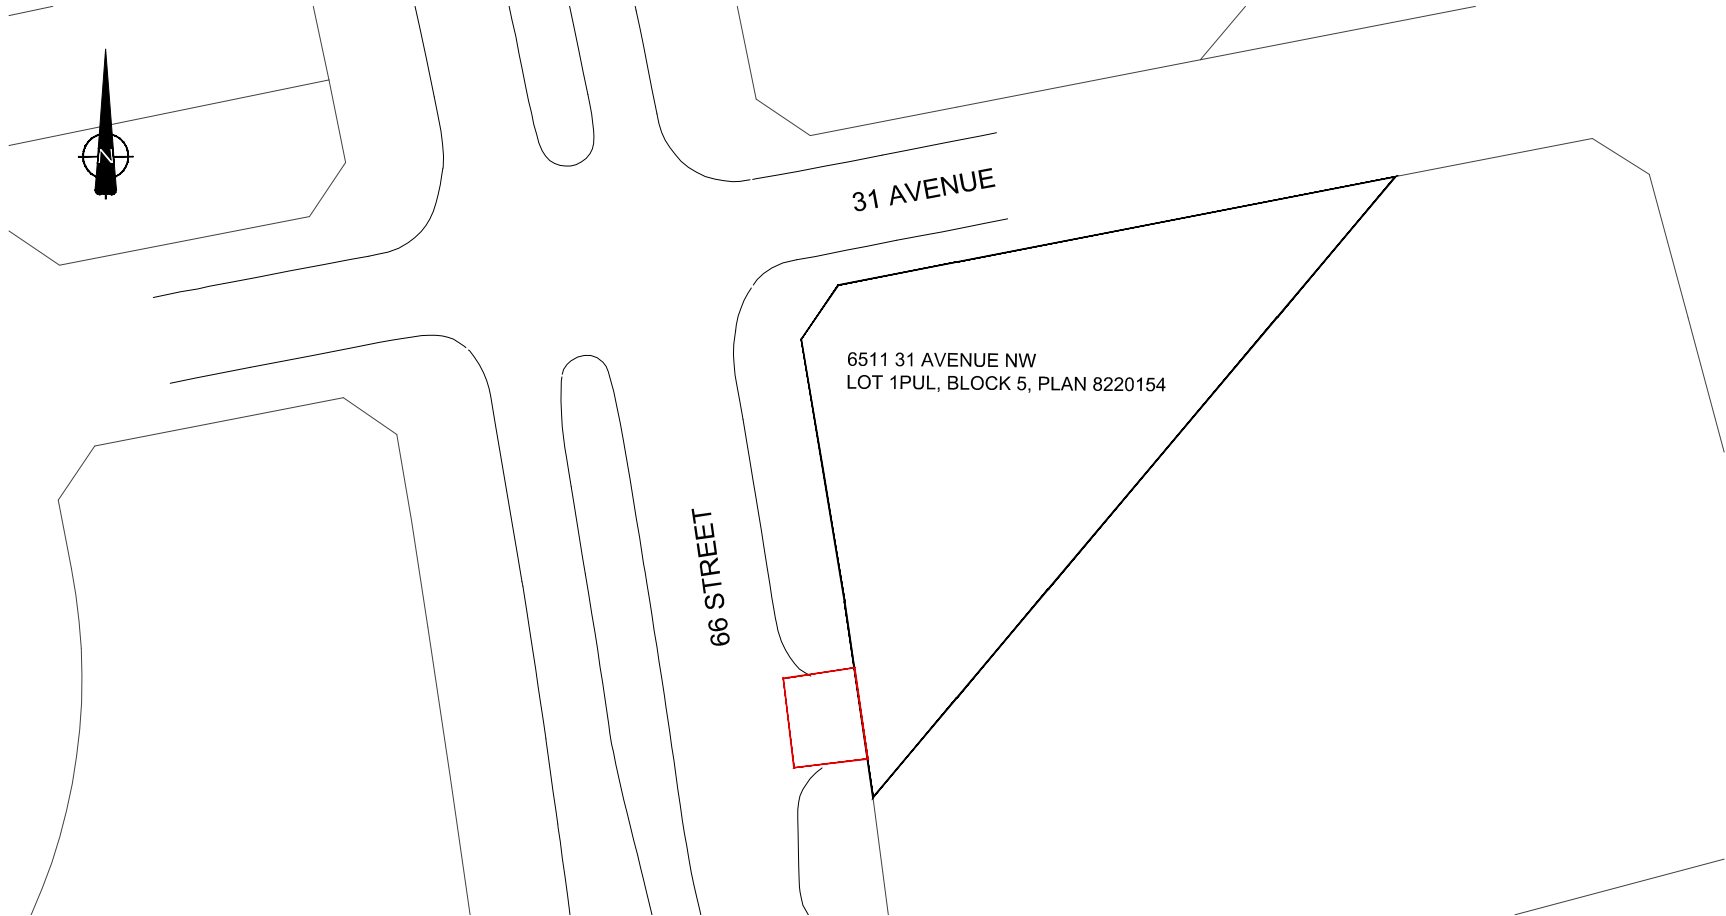 N
31 AVENUE
6511 31 AVENUE NW
LOT 1PUL, BLOCK 5, PLAN 8220154
66 STREET